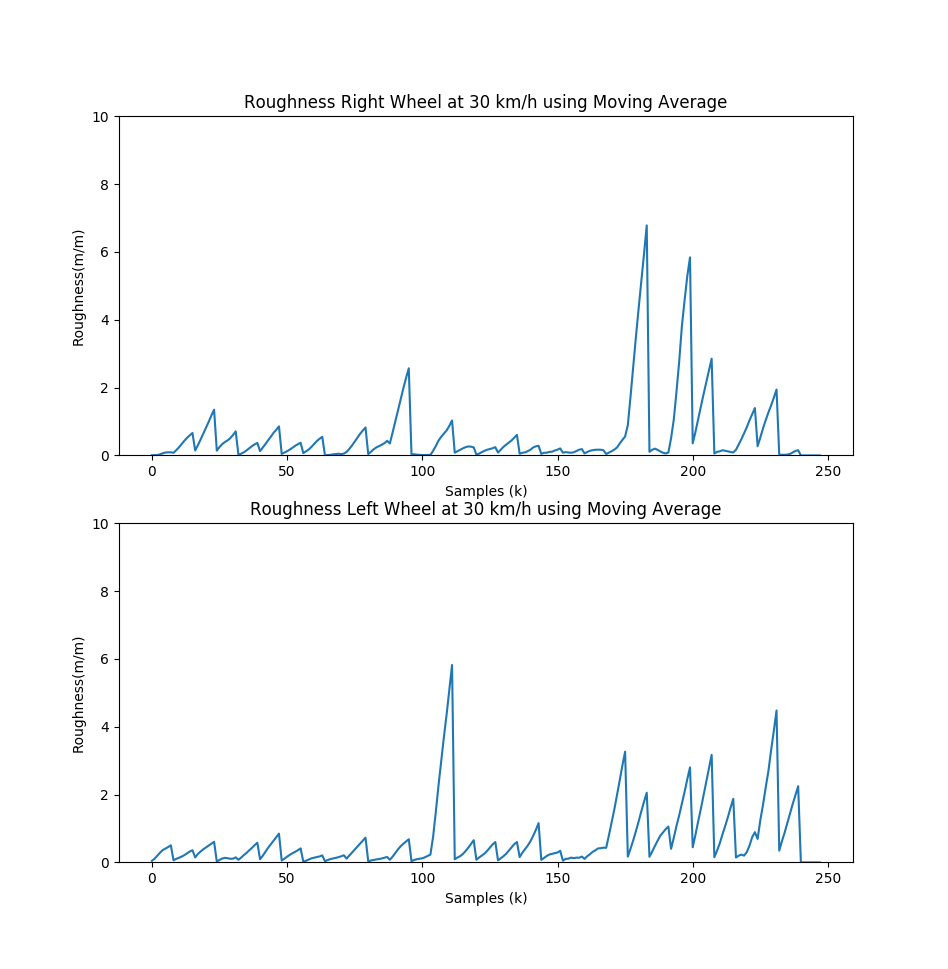 Roughness Right Wheel at 30 km/h using Moving Average
10
8
6
4
2
0
Roughness(m/m)
0 50 100 150 200 250
Samples (k)
Roughness Left Wheel at 30 km/h using Moving Average
10
8
6
4
2
0
Roughness(m/m)
0 50 100 150 200 250
Samples (k)